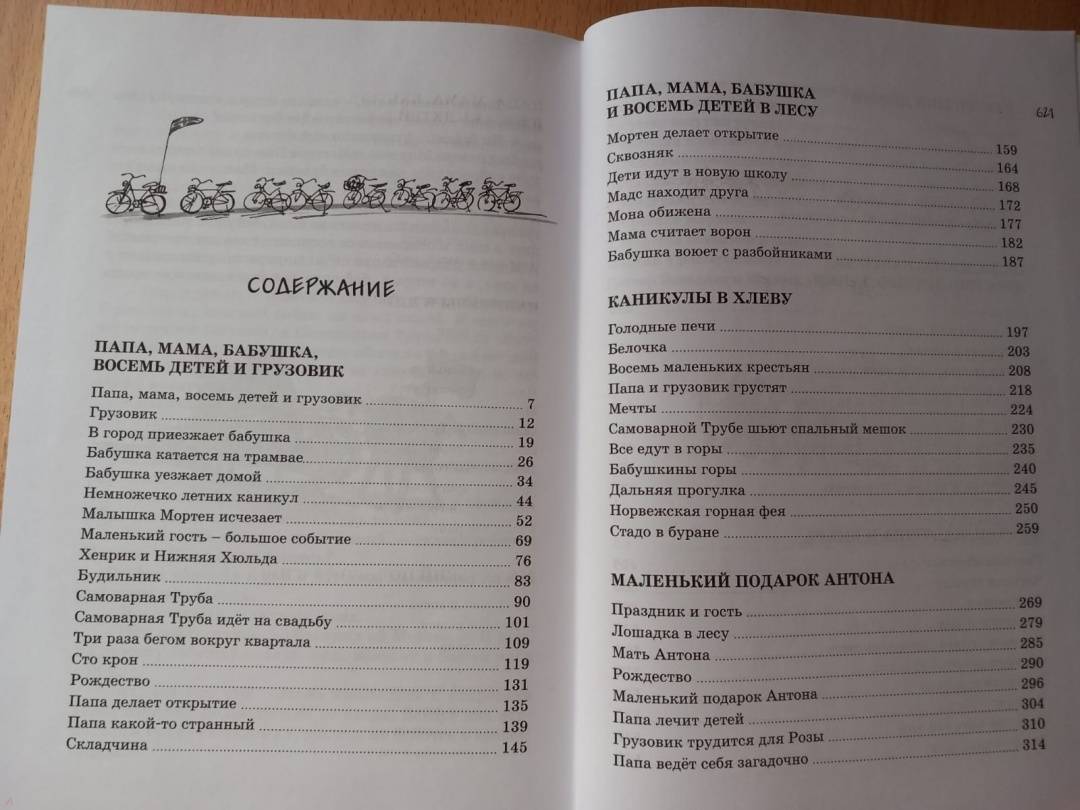 СОДЕРЖАНИЕ
ПАПА, МАМА, БАБУШКА,
ВОСЕМЬ ДЕТЕЙ И ГРУЗОВИК
Папа, мама, восемь детей и грузовик 7
Грузовик 12
В город приезжает бабушка 19
Бабушка катается на трамвае 26
Бабушка уезжает домой 34
Немножечко летних каникул 44
Малышка Мортен исчезает 52
Маленький гость – большое событие 69
Хенрик и Нижняя Хюльда 76
Будильник 83
Самоварная Труба 90
Самоварная Труба идёт на свадьбу 101
Три раза бегом вокруг квартала 109
Сто крон 119
Рождество 131
Папа делает открытие 135
Папа какой-то странный 139
Складчина 145
ПАПА, МАМА, БАБУШКА
И ВОСЕМЬ ДЕТЕЙ В ЛЕСУ
621
Мортен делает открытие 159
Сквозняк 164
Дети идут в новую школу 168
Мадс находит друга 172
Мона обижена 177
Мама считает ворон 182
Бабушка воюет с разбойниками 187
КАНИКУЛЫ В ХЛЕВУ
Голодные печи 197
Белочка 203
Восемь маленьких крестьян 208
Папа и грузовик грустят 218
Мечты 224
Самоварной Трубе шьют спальный мешок 230
Все едут в горы 235
Бабушкины горы 240
Дальняя прогулка 245
Норвежская горная фея 250
Стадо в буране 259
МАЛЕНЬКИЙ ПОДАРОК АНТОНА
Праздник и гость 269
Лошадка в лесу 279
Мать Антона 285
Рождество 290
Маленький подарок Антона 296
Папа лечит детей 304
Грузовик трудится для Розы 310
Папа ведёт себя загадочно 314